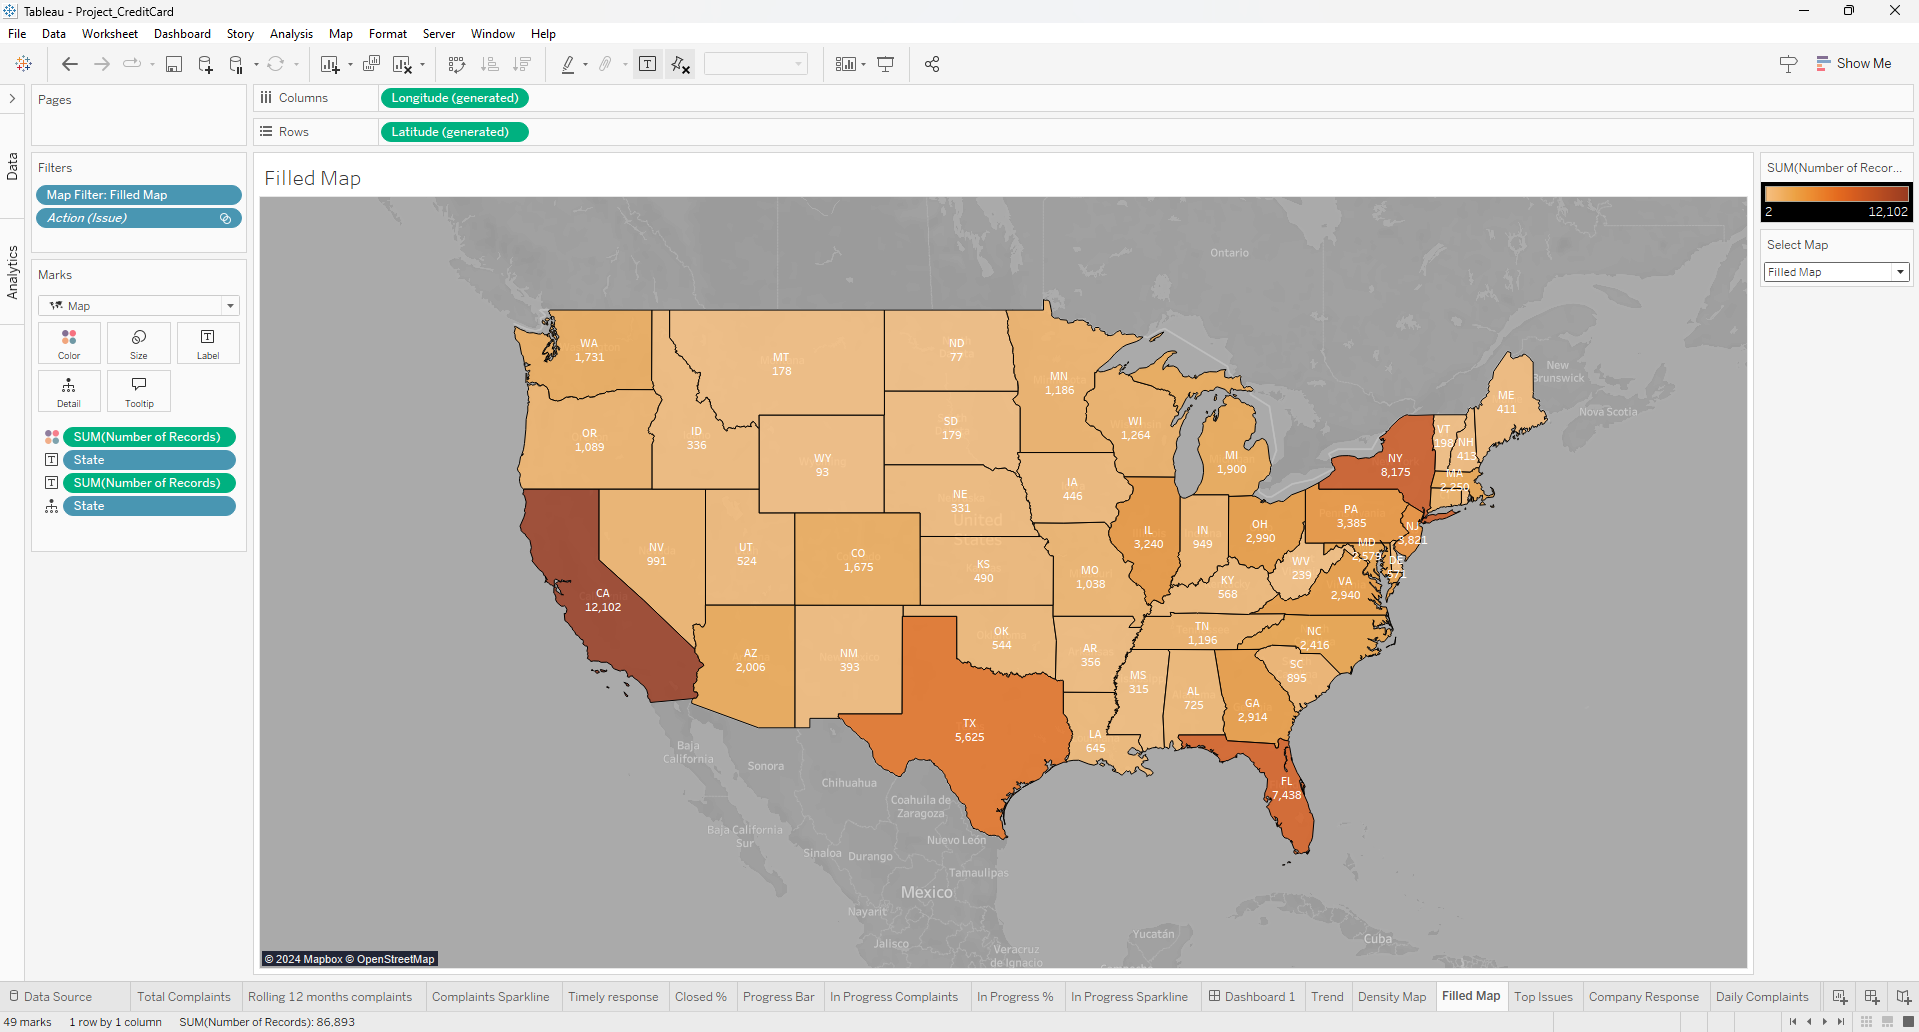 Tableau - Project_CreditCard
File Data Worksheet Dashboard Story Analysis Map Format Server Window Help
Show Me
Pages
Columns
Longitude (generated)
Rows
Latitude (generated)
Data
Analytics
Filters
Map Filter: Filled Map
Action (Issue)
Marks
Map
Color
Size
Label
Detail
Tooltip
SUM(Number of Records)
State
SUM(Number of Records)
State
Filled Map
Ontario
New
Brunswick
Nova Scotia
WA
1,731
MT
178
ND
77
MN
1,186
ME
411
OR
1,089
ID
336
WY
93
SD
179
WI
1,264
MI
1,900
NY
8,175
VT
198
NH
413
MA
2,250
NE
331
IA
446
IL
3,240
IN
949
OH
2,990
PA
3,385
NJ
3,821
MD
2,579
DE
571
NV
991
UT
524
CO
1,675
KS
490
MO
1,038
KY
568
WV
239
VA
2,940
CA
12,102
AZ
2,006
NM
393
OK
544
AR
356
TN
1,196
NC
2,416
SC
895
MS
315
AL
725
GA
2,914
TX
5,625
LA
645
FL
7,438
United
States
Baja
California
Sonora
Chihuahua
Coahuila de
Zaragoza
Baja California
Sur
Nuevo León
Sinaloa
Durango
Tamaulipas
Mexico
Nayarit
Jalisco
Veracruz
de Ignacio
Yucatán
Cuba
© 2024 Mapbox © OpenStreetMap
SUM(Number of Recor...
2
12,102
Select Map
Filled Map
Data Source
Total Complaints
Rolling 12 months complaints
Complaints Sparkline
Timely response
Closed %
Progress Bar
In Progress Complaints
In Progress %
In Progress Sparkline
Dashboard 1
Trend
Density Map
Filled Map
Top Issues
Company Response
Daily Complaints
49 marks
1 row by 1 column
SUM(Number of Records): 86,893